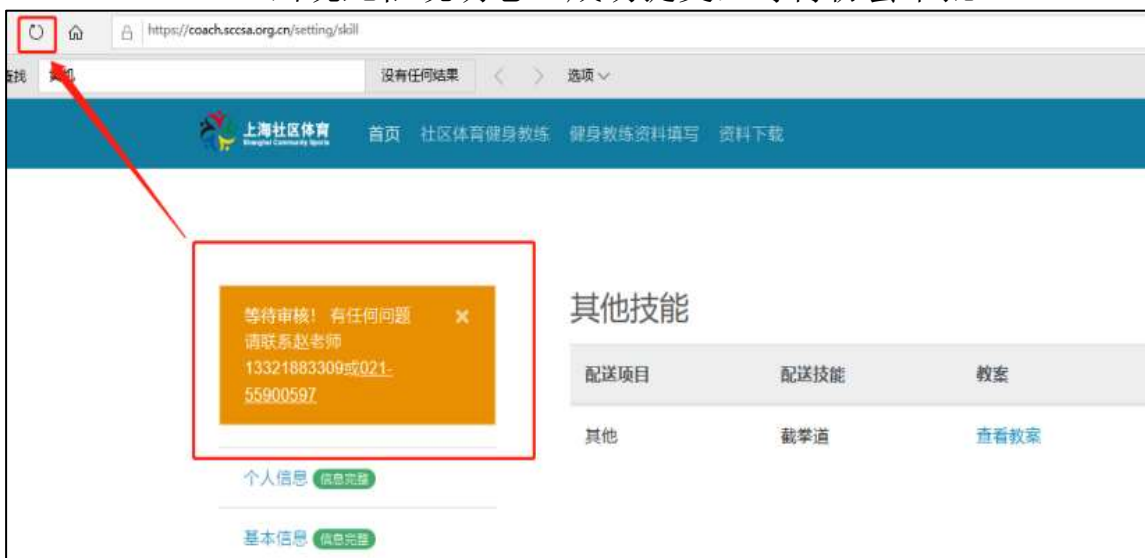 https://coach.sccsa.org.cn/setting/skill
没有任何结果 选项
上海社区体育 首页 社区体育健身教练 健身教练资料填写 资料下载
Shanghai Community Sports
等待审核! 有任何问题
请联系赵老师
13321883309或021-
55900597
其他技能
配送项目 配送技能 教案
其他 截拳道 查看教案
个人信息 信息完整
基本信息 信息完整